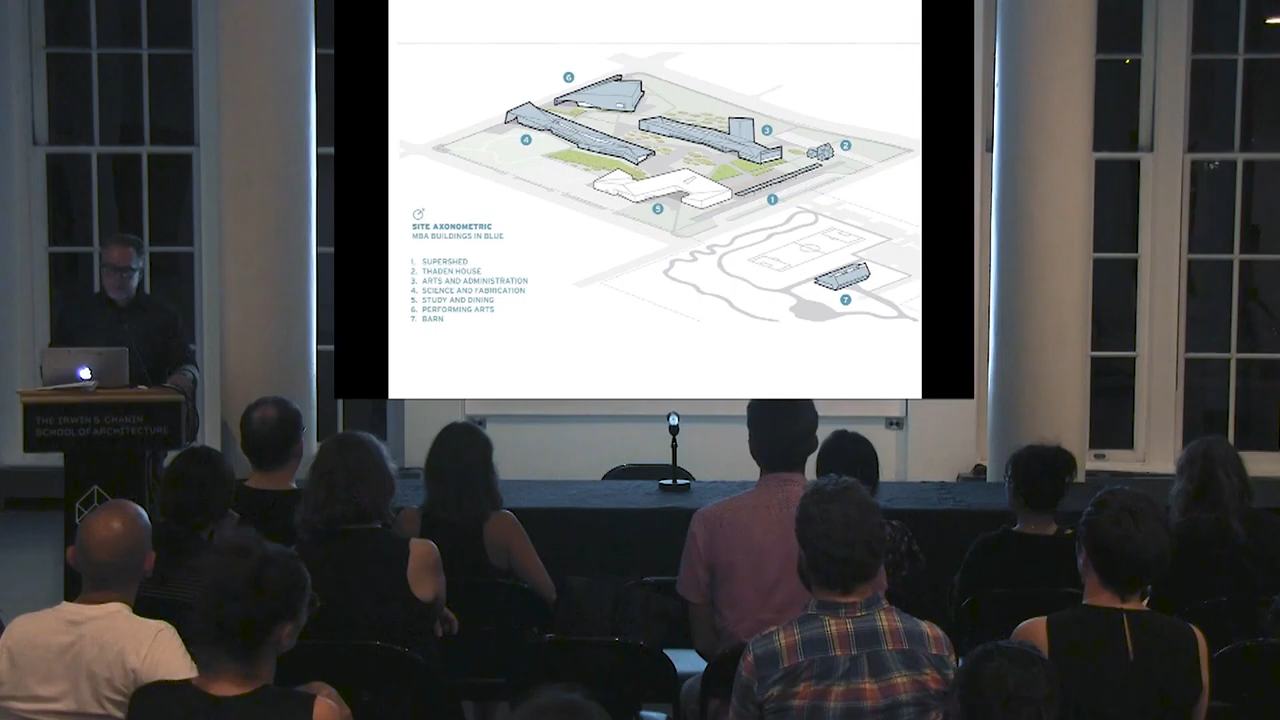 6
3
2
4
1
5
SITE AXONOMETRIC
MBA BUILDINGS IN BLUE
1. SUPERSHED
2. THADEN HOUSE
3. ARTS AND ADMINISTRATION
4. SCIENCE AND FABRICATION
5. STUDY AND DINING
6. PERFORMING ARTS
7. BARN
7
THE IRWIN S. CHANIN
SCHOOL OF ARCHITECTURE